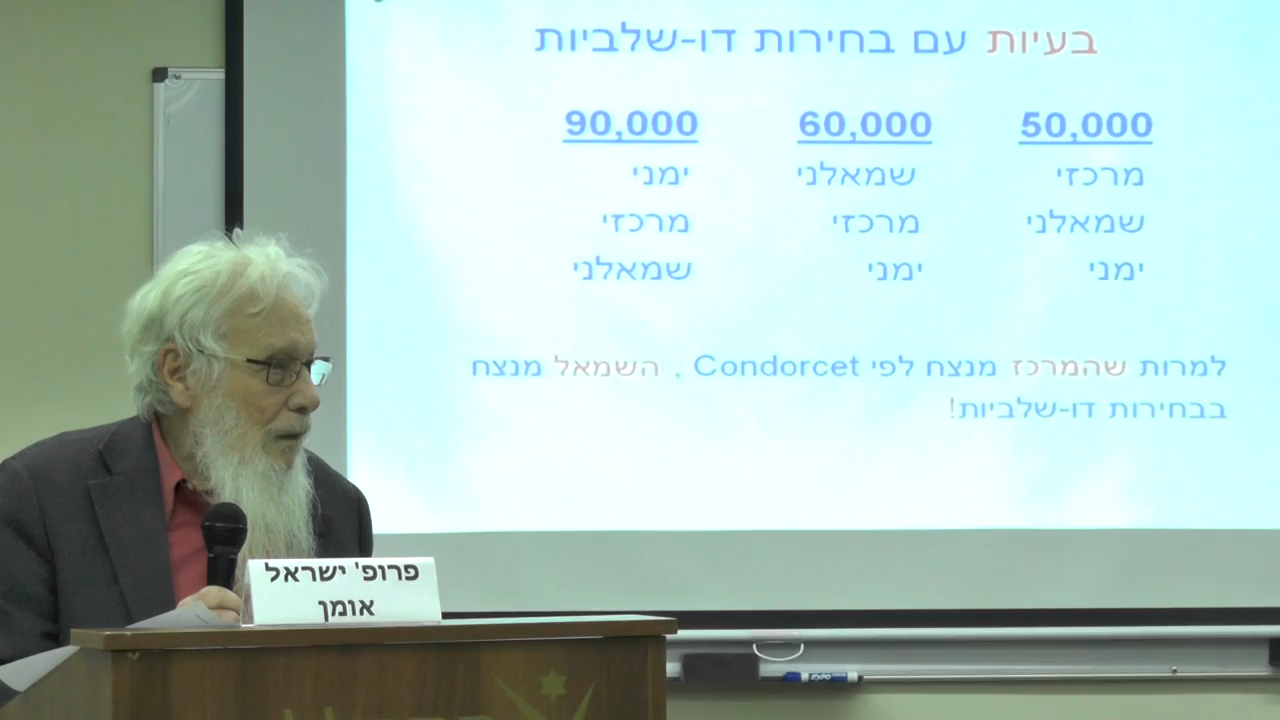 בעיות עם בחירות דו-שלביות
50,000 60,000 90,000
מרכזי שמאלני ימני
שמאלני מרכזי מרכזי
ימני ימני שמאלני
למרות שהמרכז מנצח לפי Condorcet , השמאל מנצח
בבחירות דו-שלביות!
פרופ' ישראל
אומן
EXPO